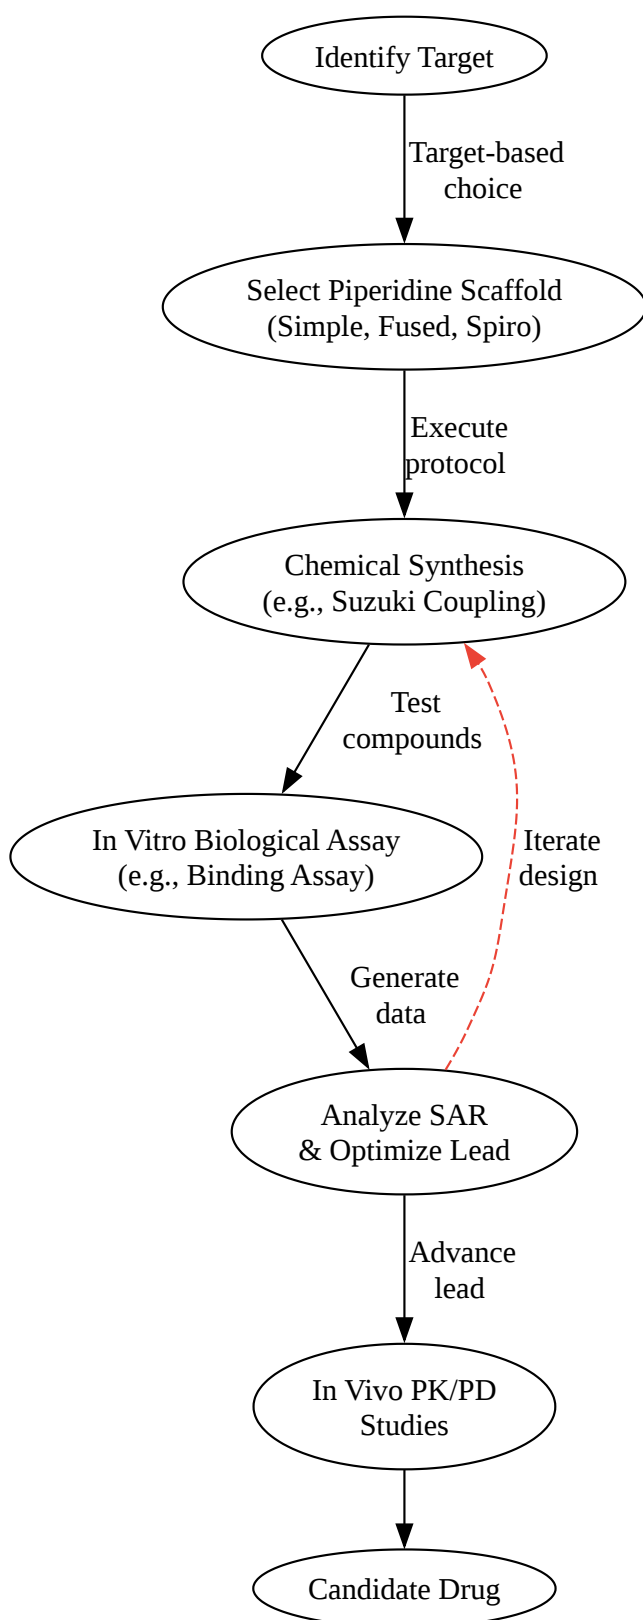 Identify Target
Target-based
choice
Select Piperidine Scaffold
(Simple, Fused, Spiro)
Execute
protocol
Chemical Synthesis
(e.g., Suzuki Coupling)
Test
compounds
In Vitro Biological Assay
(e.g., Binding Assay)
Iterate
design
Generate
data
Analyze SAR
& Optimize Lead
Advance
lead
In Vivo PK/PD
Studies
Candidate Drug